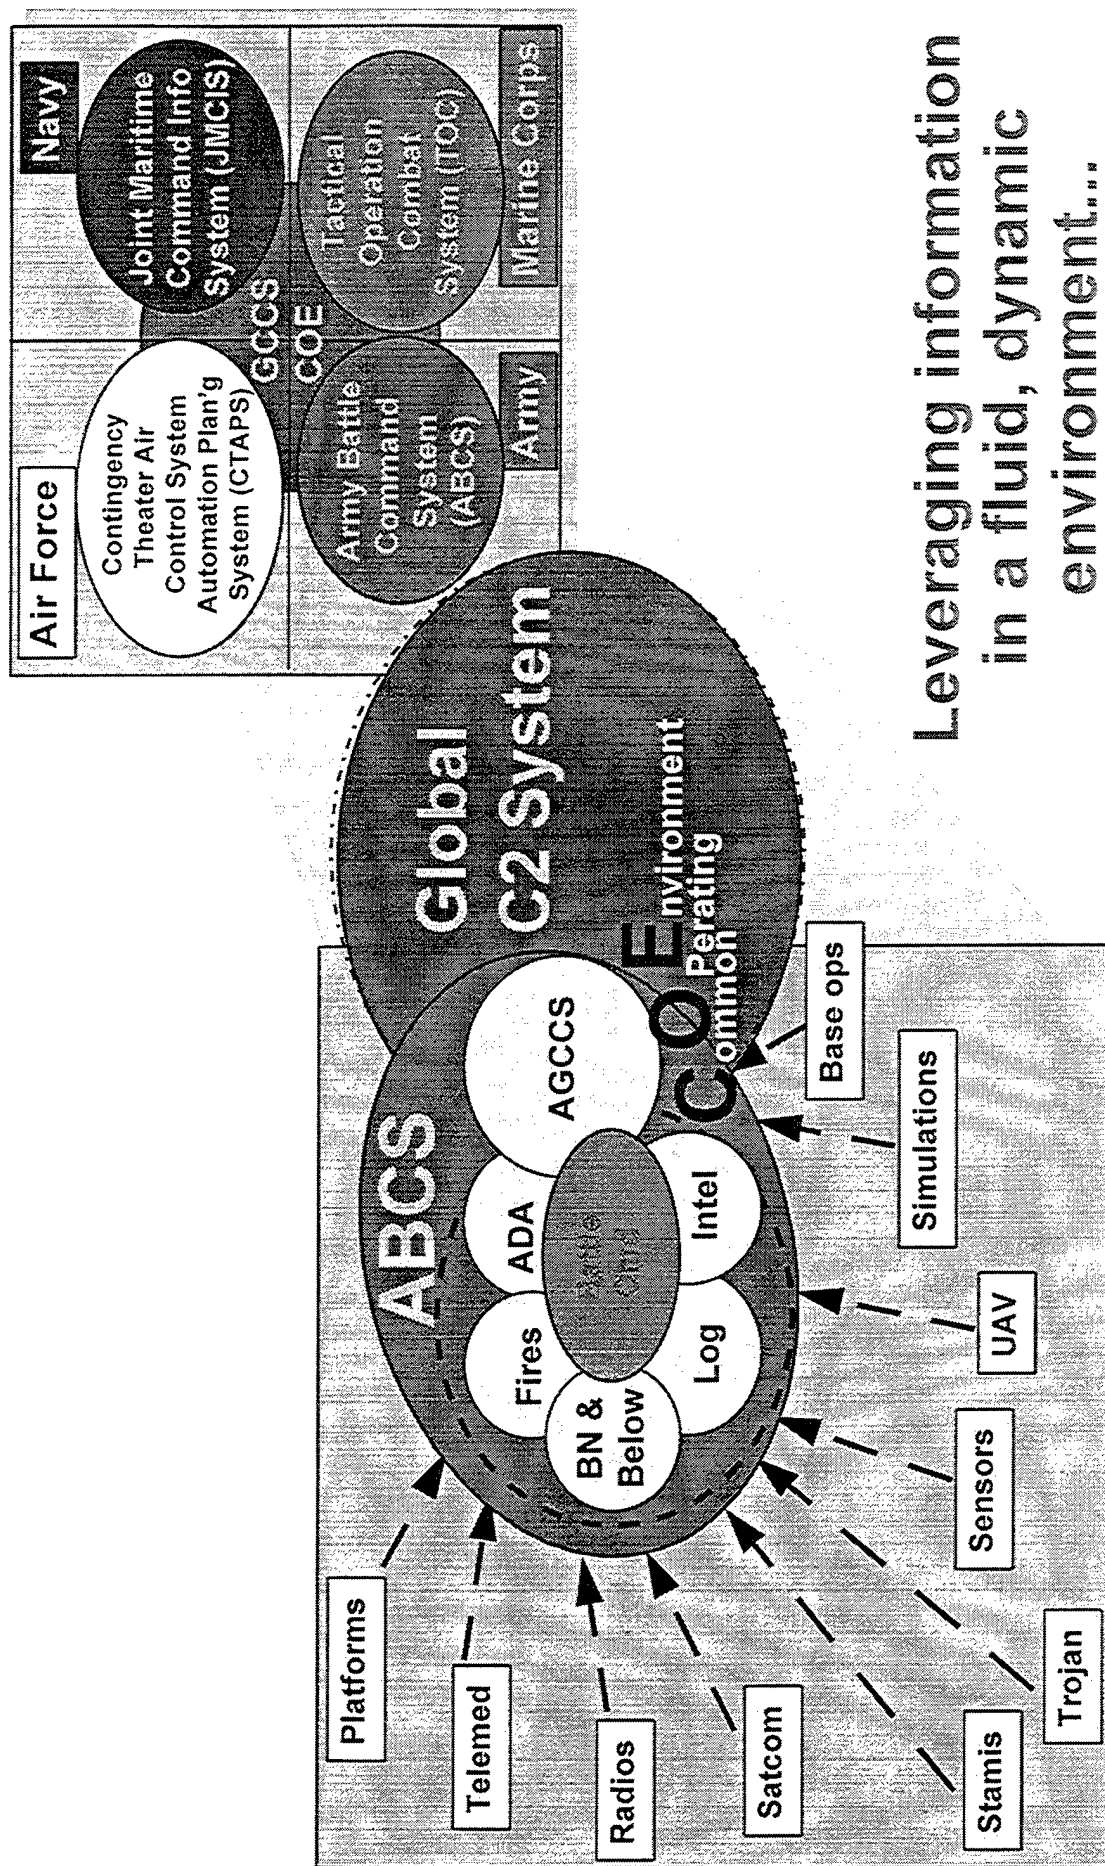 Air Force
Contingency
Theater Air
Control System
Automation Plan'g
System (CTAPS)
Navy
Joint Maritime
Command Info
System (JMCIS)
GCCS
COE
Army Battle
Command
System
(ABCS)
Army
Tactical
Operation
Combat
System (TOC)
Marine Corps
Global
C2 System
Environment
OPerating
Common
ABCS
AGCCS
ADA
Fires
BN &
Below
Log
Intel
Battle
Cmd
Platforms
Telemed
Radios
Satcom
Stamis
Trojan
Sensors
UAV
Simulations
Base ops
Leveraging information
in a fluid, dynamic
environment...